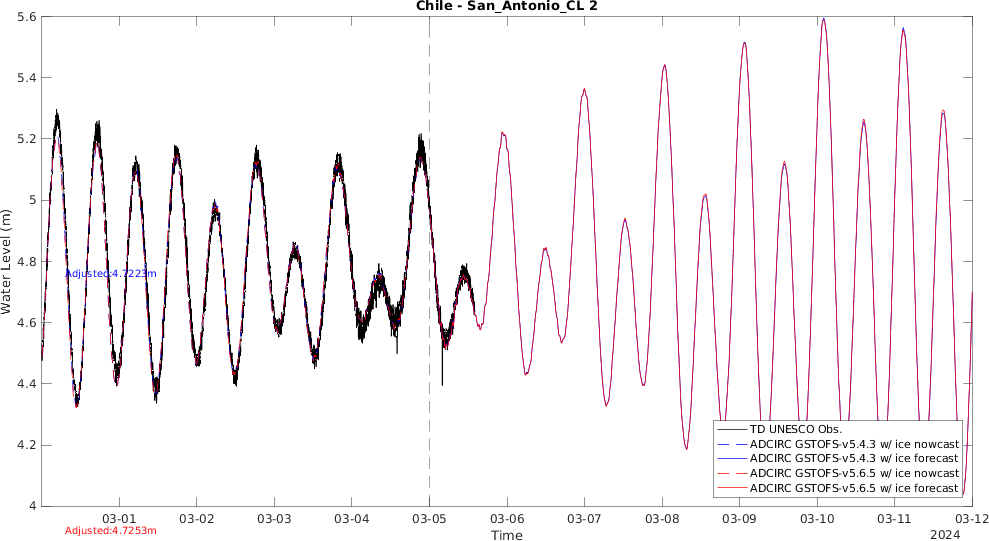 Chile - San_Antonio_CL 2
5.6
5.4
5.2
5
4.8
4.6
4.4
4.2
4
Water Level (m)
Adjusted:4.7223m
Adjusted:4.7253m
TD UNESCO Obs.
ADCIRC GSTOFS-v5.4.3 w/ ice nowcast
ADCIRC GSTOFS-v5.4.3 w/ ice forecast
ADCIRC GSTOFS-v5.6.5 w/ ice nowcast
ADCIRC GSTOFS-v5.6.5 w/ ice forecast
03-01 03-02 03-03 03-04 03-05 03-06 03-07 03-08 03-09 03-10 03-11 03-12
Time
2024